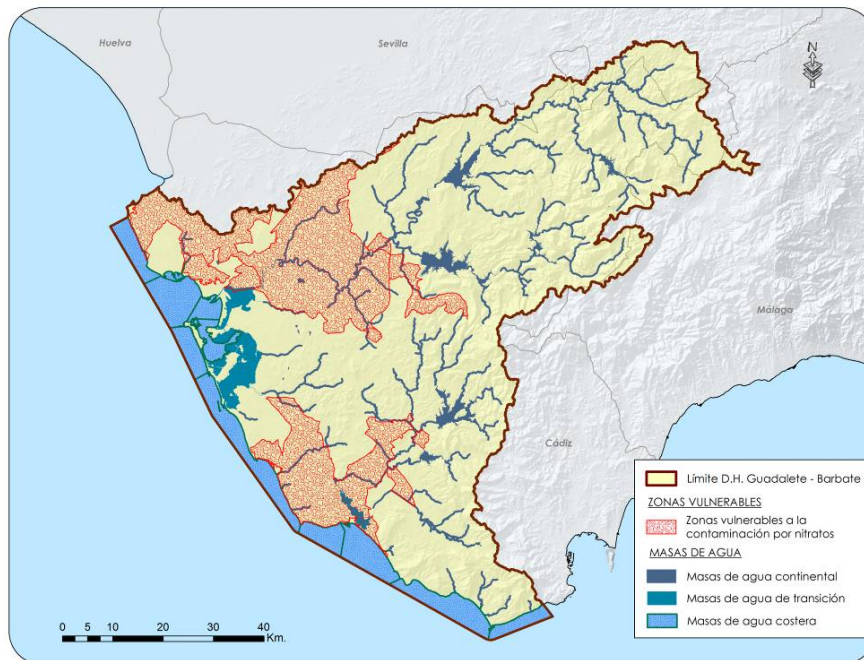 Huelva
Sevilla
N
Málaga
Cádiz
Límite D.H. Guadalete - Barbate
ZONAS VULNERABLES
Zonas vulnerables a la
contaminación por nitratos
MASAS DE AGUA
Masas de agua continental
Masas de agua de transición
Masas de agua costera
0 5 10 20 30 40
Km.